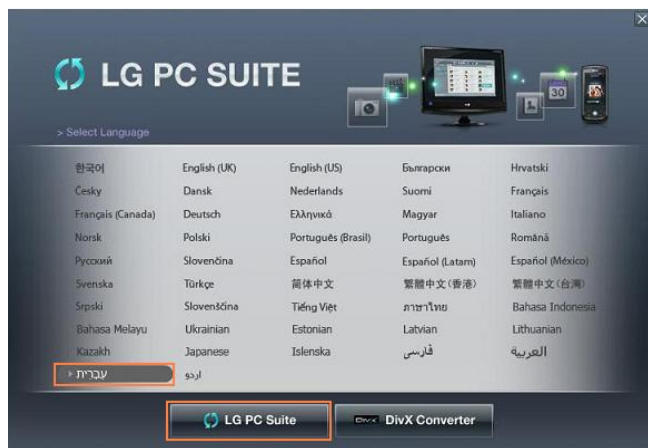 LG PC SUITE
30
> Select Language
한국어 English (UK) English (US) Български Hrvatski
Česky Dansk Nederlands Suomi Français
Français (Canada) Deutsch Ελληνικά Magyar Italiano
Norsk Polski Português (Brasil) Português Română
Русский Slovenčina Español Español (Latam) Español (México)
Svenska Türkçe 简体中文 繁體中文(香港) 繁體中文(台灣)
Srpski Slovenščina Tiếng Việt ภาษาไทย Bahasa Indonesia
Bahasa Melayu Ukrainian Estonian Latvian Lithuanian
Kazakh Japanese Islenska فارسی العربية
עברית اردو
LG PC Suite DivX DivX Converter